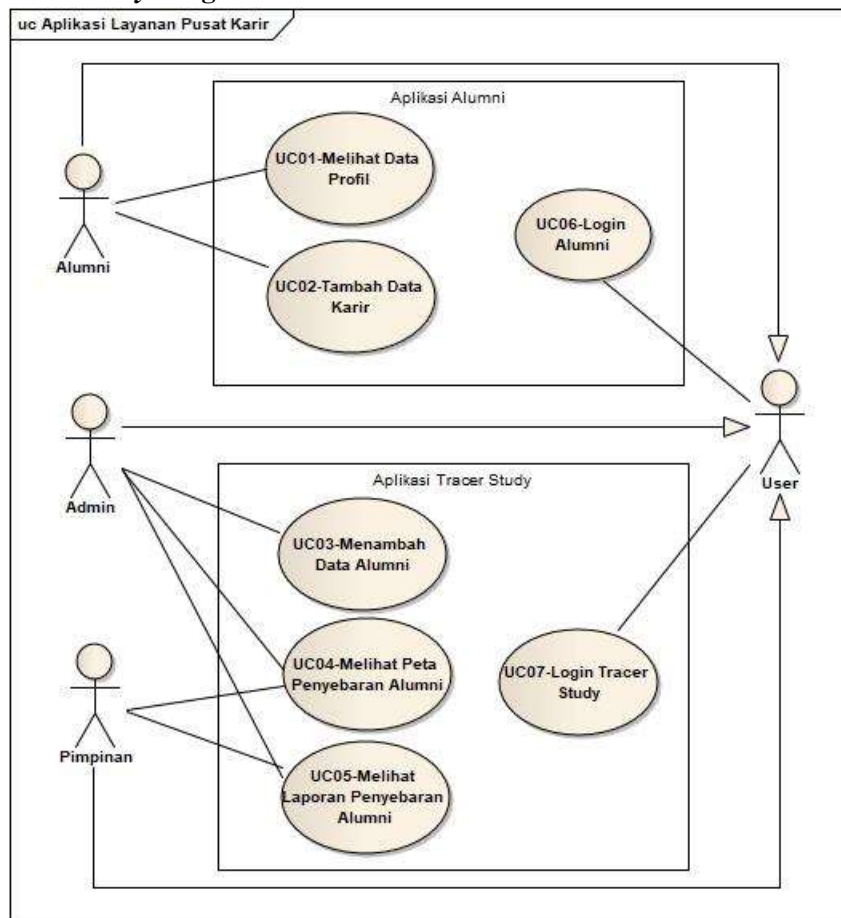 uc Aplikasi Layanan Pusat Karir
Aplikasi Alumni
UC01-Melihat Data
Profil
UC06-Login
Alumni
Alumni
UC02-Tambah Data
Karir
Admin
User
Aplikasi Tracer Study
UC03-Menambah
Data Alumni
UC04-Melihat Peta
Penyebaran Alumni
UC07-Login Tracer
Study
Pimpinan
UC05-Melihat
Laporan Penyebaran
Alumni